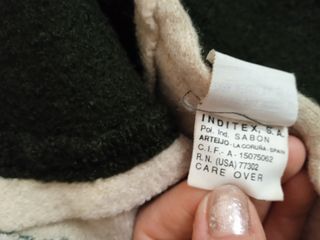 INDITEX, S.A.
Pol. Ind. SABON
ARTEIJO - LA CORUÑA - SPAIN
C.I.F. - A - 15075062
R.N. (USA) 77302
CARE OVER